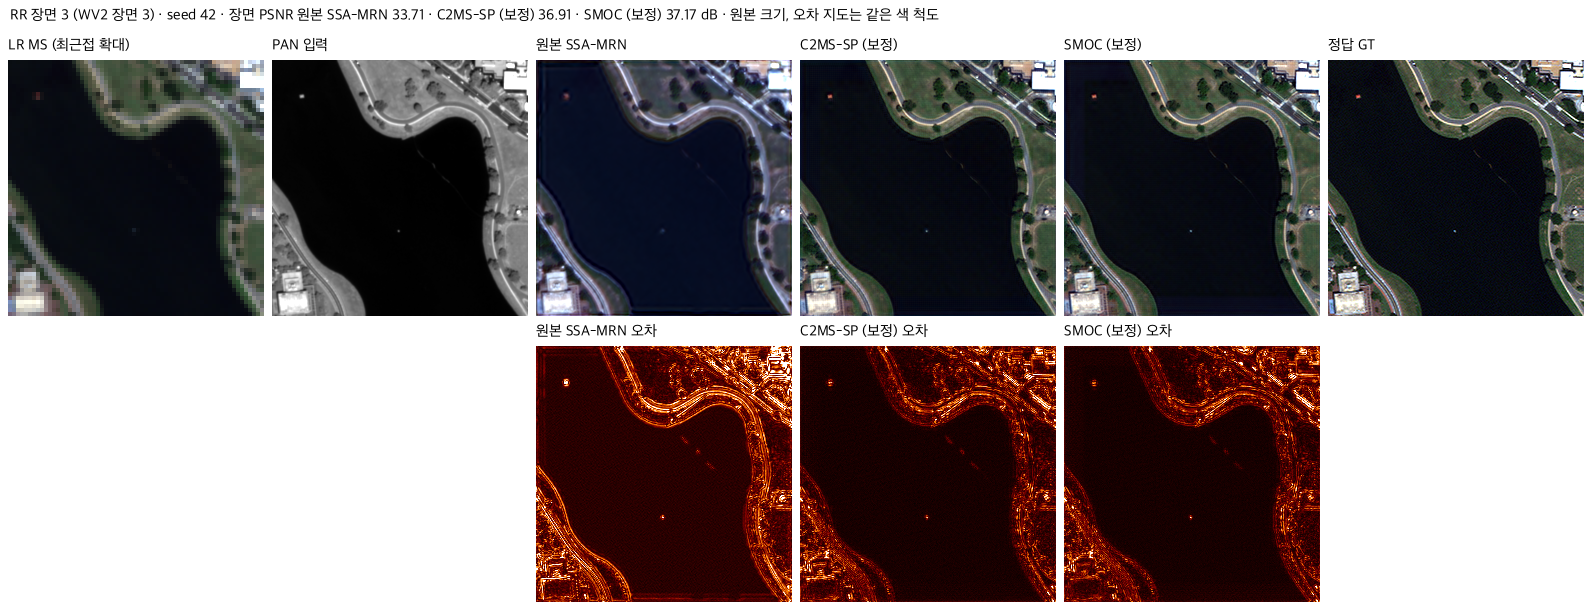 RR 장면 3 (WV2 장면 3) · seed 42 · 장면 PSNR 원본 SSA-MRN 33.71 · C2MS-SP (보정) 36.91 · SMOC (보정) 37.17 dB · 원본 크기, 오차 지도는 같은 색 척도
LR MS (최근접 확대)
PAN 입력
원본 SSA-MRN
C2MS-SP (보정)
SMOC (보정)
정답 GT
원본 SSA-MRN 오차
C2MS-SP (보정) 오차
SMOC (보정) 오차